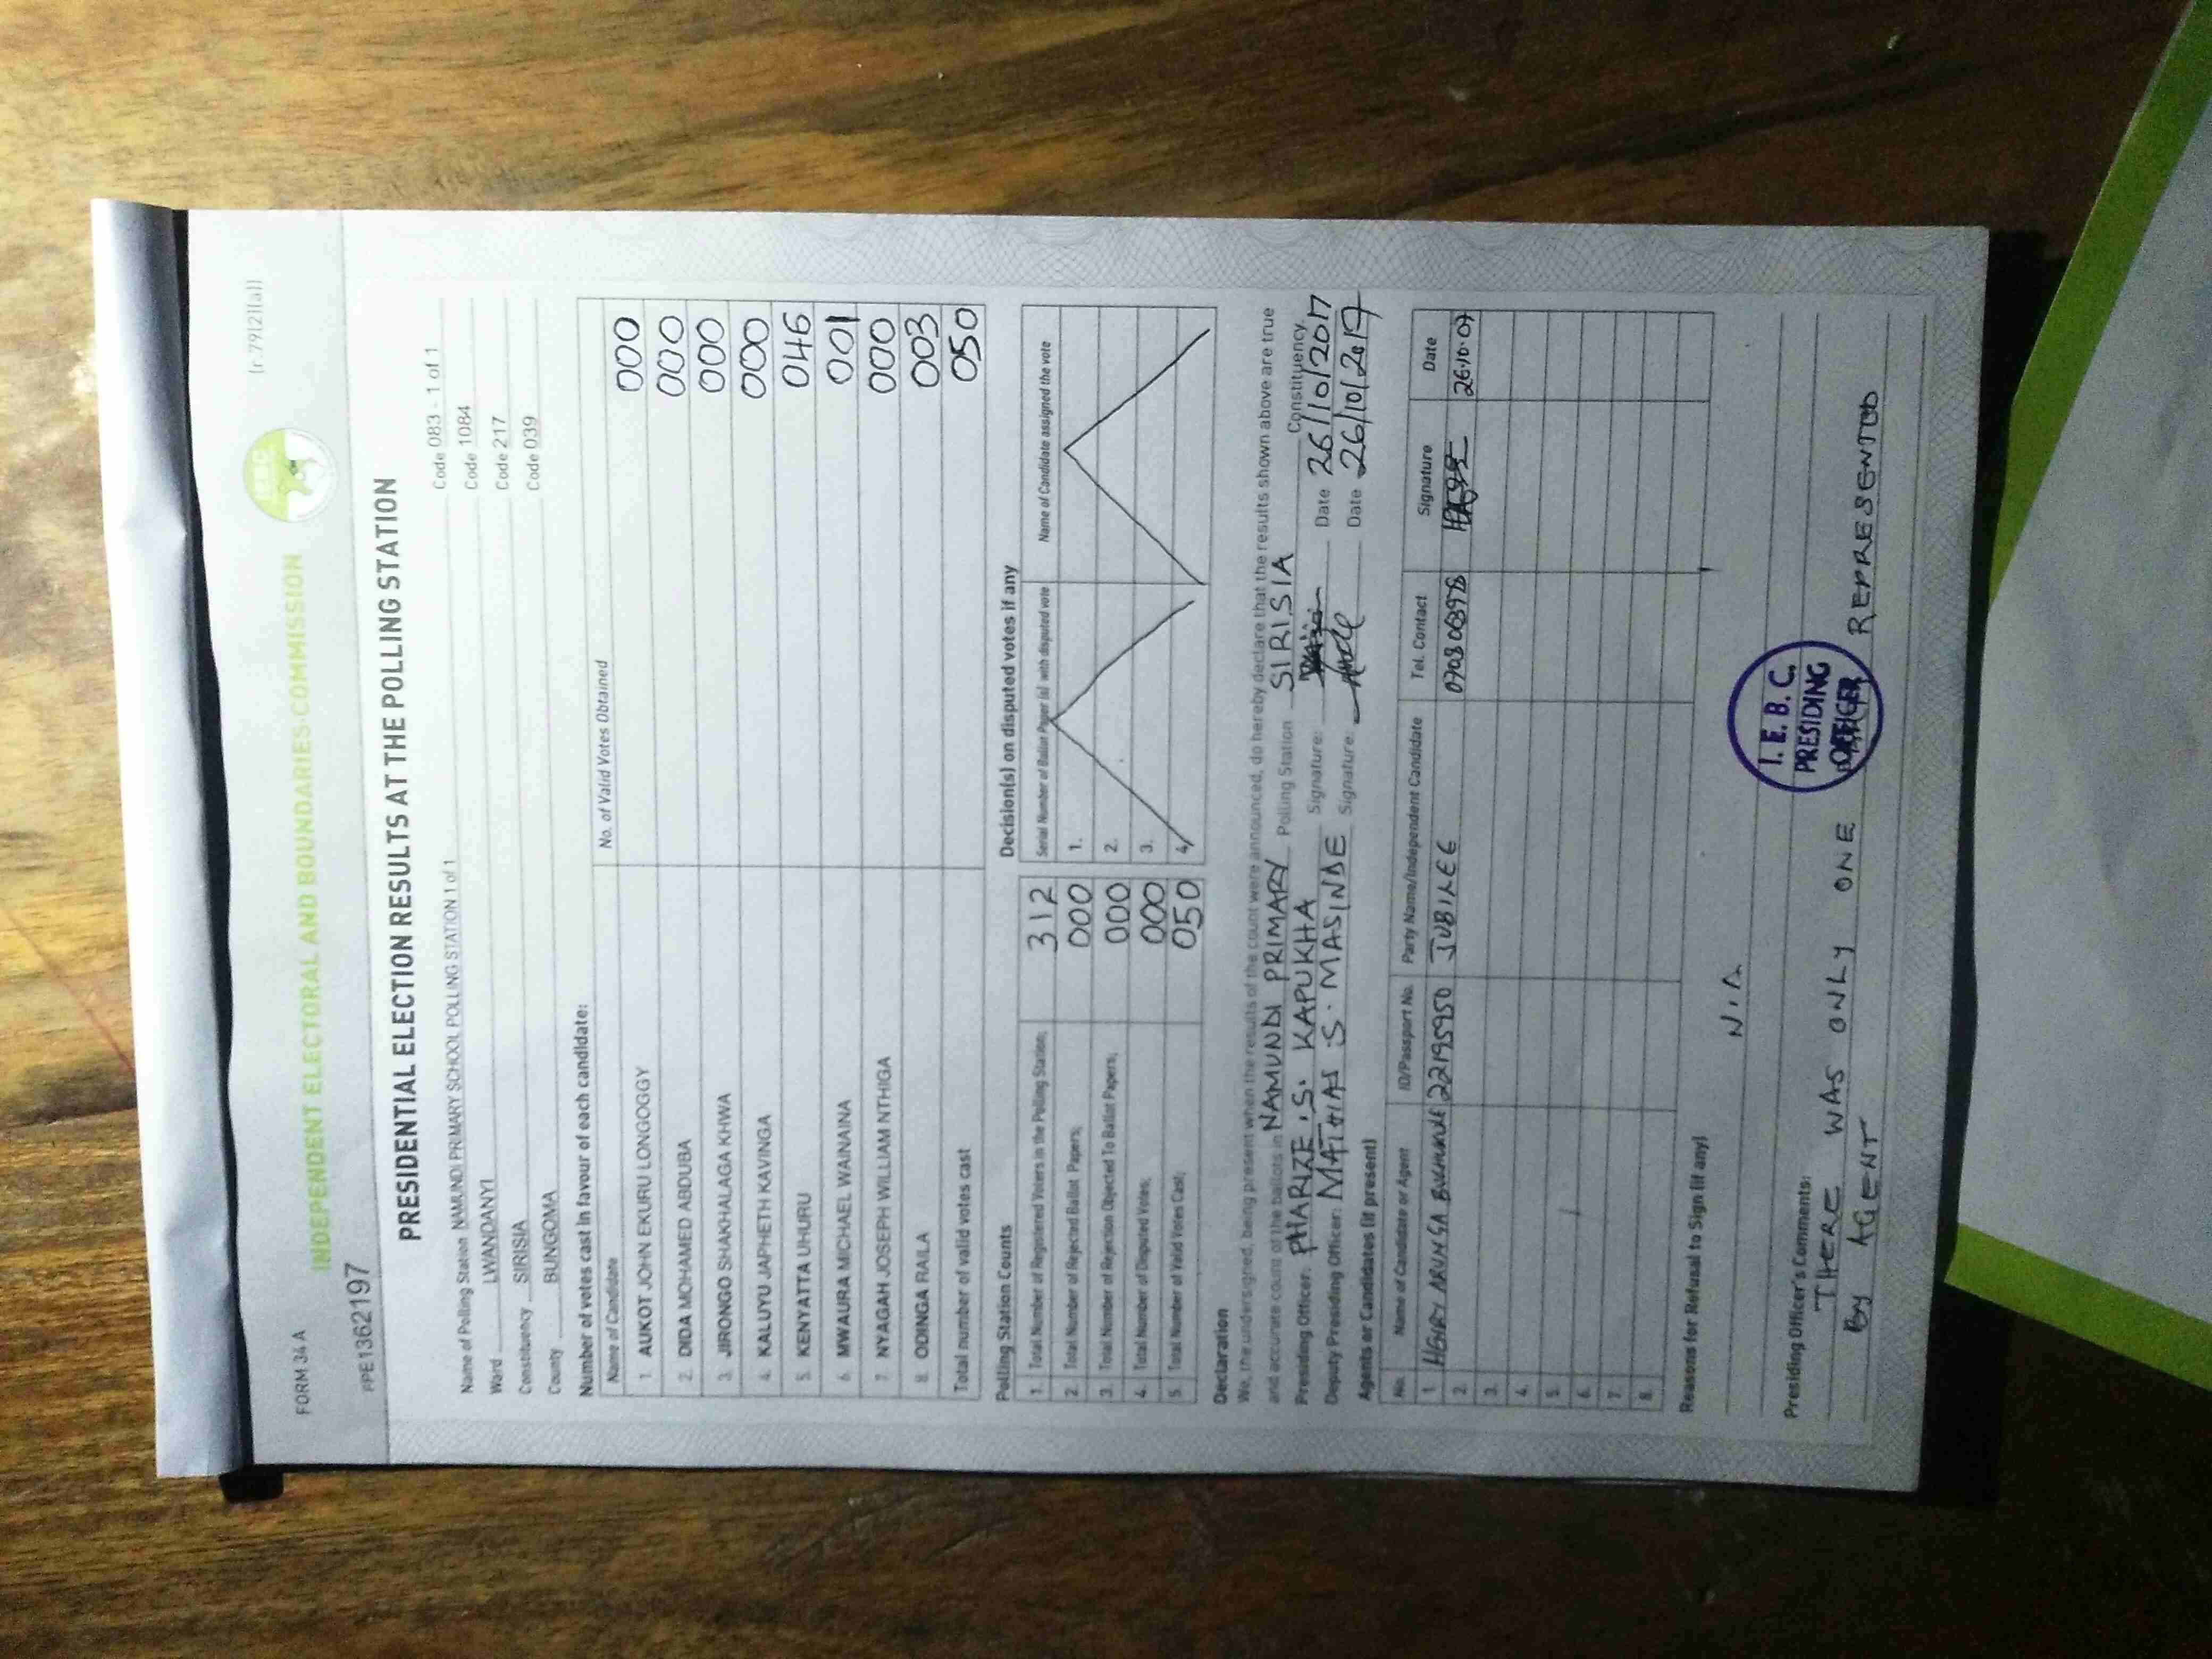 FORM 34A
(r.79(2)(a))
INDEPENDENT ELECTORAL AND BOUNDARIES COMMISSION
IEBC
PPE1362197
PRESIDENTIAL ELECTION RESULTS AT THE POLLING STATION
Name of Polling Station NAMUNDI PRIMARY SCHOOL POLLING STATION 1 of 1 Code 083 - 1 of 1
Ward LWANDANYI Code 1084
Constituency SIRISIA Code 217
County BUNGOMA Code 039
Number of votes cast in favour of each candidate:
Name of Candidate No. of Valid Votes Obtained
1. AUKOT JOHN EKURU LONGOGGY 000
2. DIDA MOHAMED ABDUBA 000
3. JIRONGO SHAKHALAGA KHWA 000
4. KALUYU JAPHETH KAVINGA 000
5. KENYATTA UHURU 046
6. MWAURA MICHAEL WAINAINA 001
7. NYAGAH JOSEPH WILLIAM NTHIGA 000
8. ODINGA RAILA 003
Total number of valid votes cast 050
Polling Station Counts
1. Total Number of Registered Voters in the Polling Station; 312
2. Total Number of Rejected Ballot Papers; 000
3. Total Number of Rejection Objected To Ballot Papers; 000
4. Total Number of Disputed Votes; 000
5. Total Number of Valid Votes Cast; 050
Decision(s) on disputed votes if any
Serial Number of Ballot Paper (s) with disputed vote Name of Candidate assigned the vote
1.
2.
3.
4.
Declaration
We, the undersigned, being present when the results of the count were announced, do hereby declare that the results shown above are true
and accurate count of the ballots in NAMUNDI PRIMARY Polling Station SIRISIA Constituency.
Presiding Officer: PHARIZE .S. KAPUKHA Signature: Date 26/10/2017
Deputy Presiding Officer: MATHIAS S. MASINDE Signature: Date 26/10/2017
Agents or Candidates (if present)
No. Name of Candidate or Agent ID/Passport No. Party Name/Independent Candidate Tel. Contact Signature Date
1. HENRY ARUNGA 22195950 JUBILEE 26.10.07
2.
3.
4.
5.
6.
7.
8.
Reasons for Refusal to Sign (if any)
N.A
Presiding Officer's Comments:
THERE WAS ONLY ONE REPRESENTED
BY AGENT
I.E.B.C.
PRESIDING
OFFICER